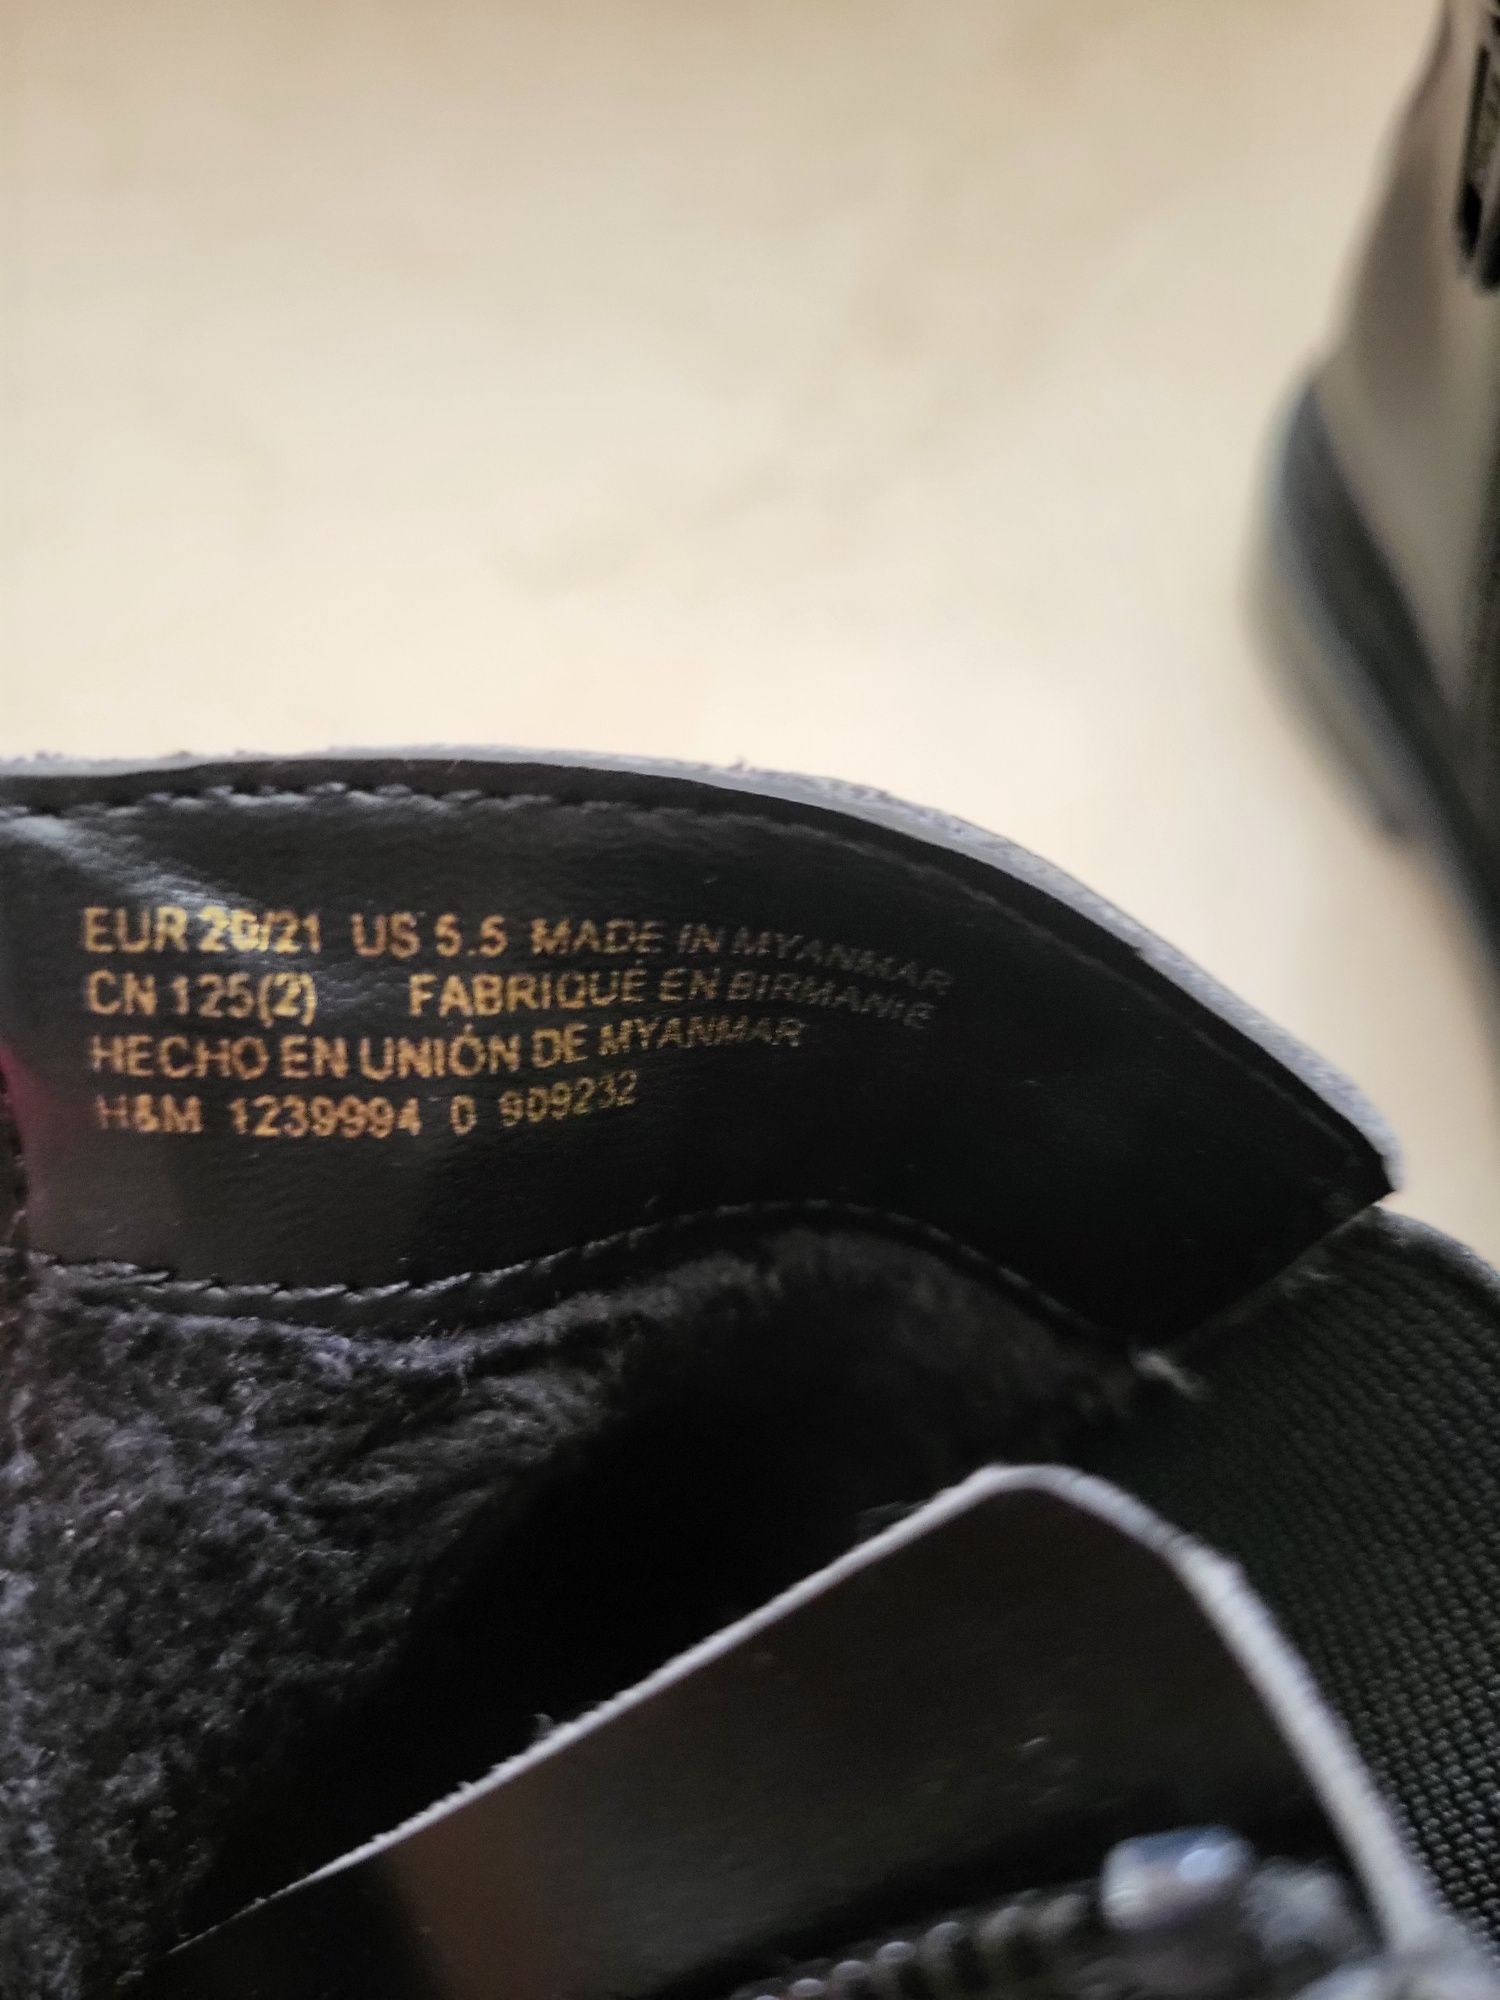 EUR 20/21 US 5.5 MADE IN MYANMAR
CN 125(2) FABRIQUÉ EN BIRMANIE
HECHO EN UNIÓN DE MYANMAR
H&M 1239994 0 909232